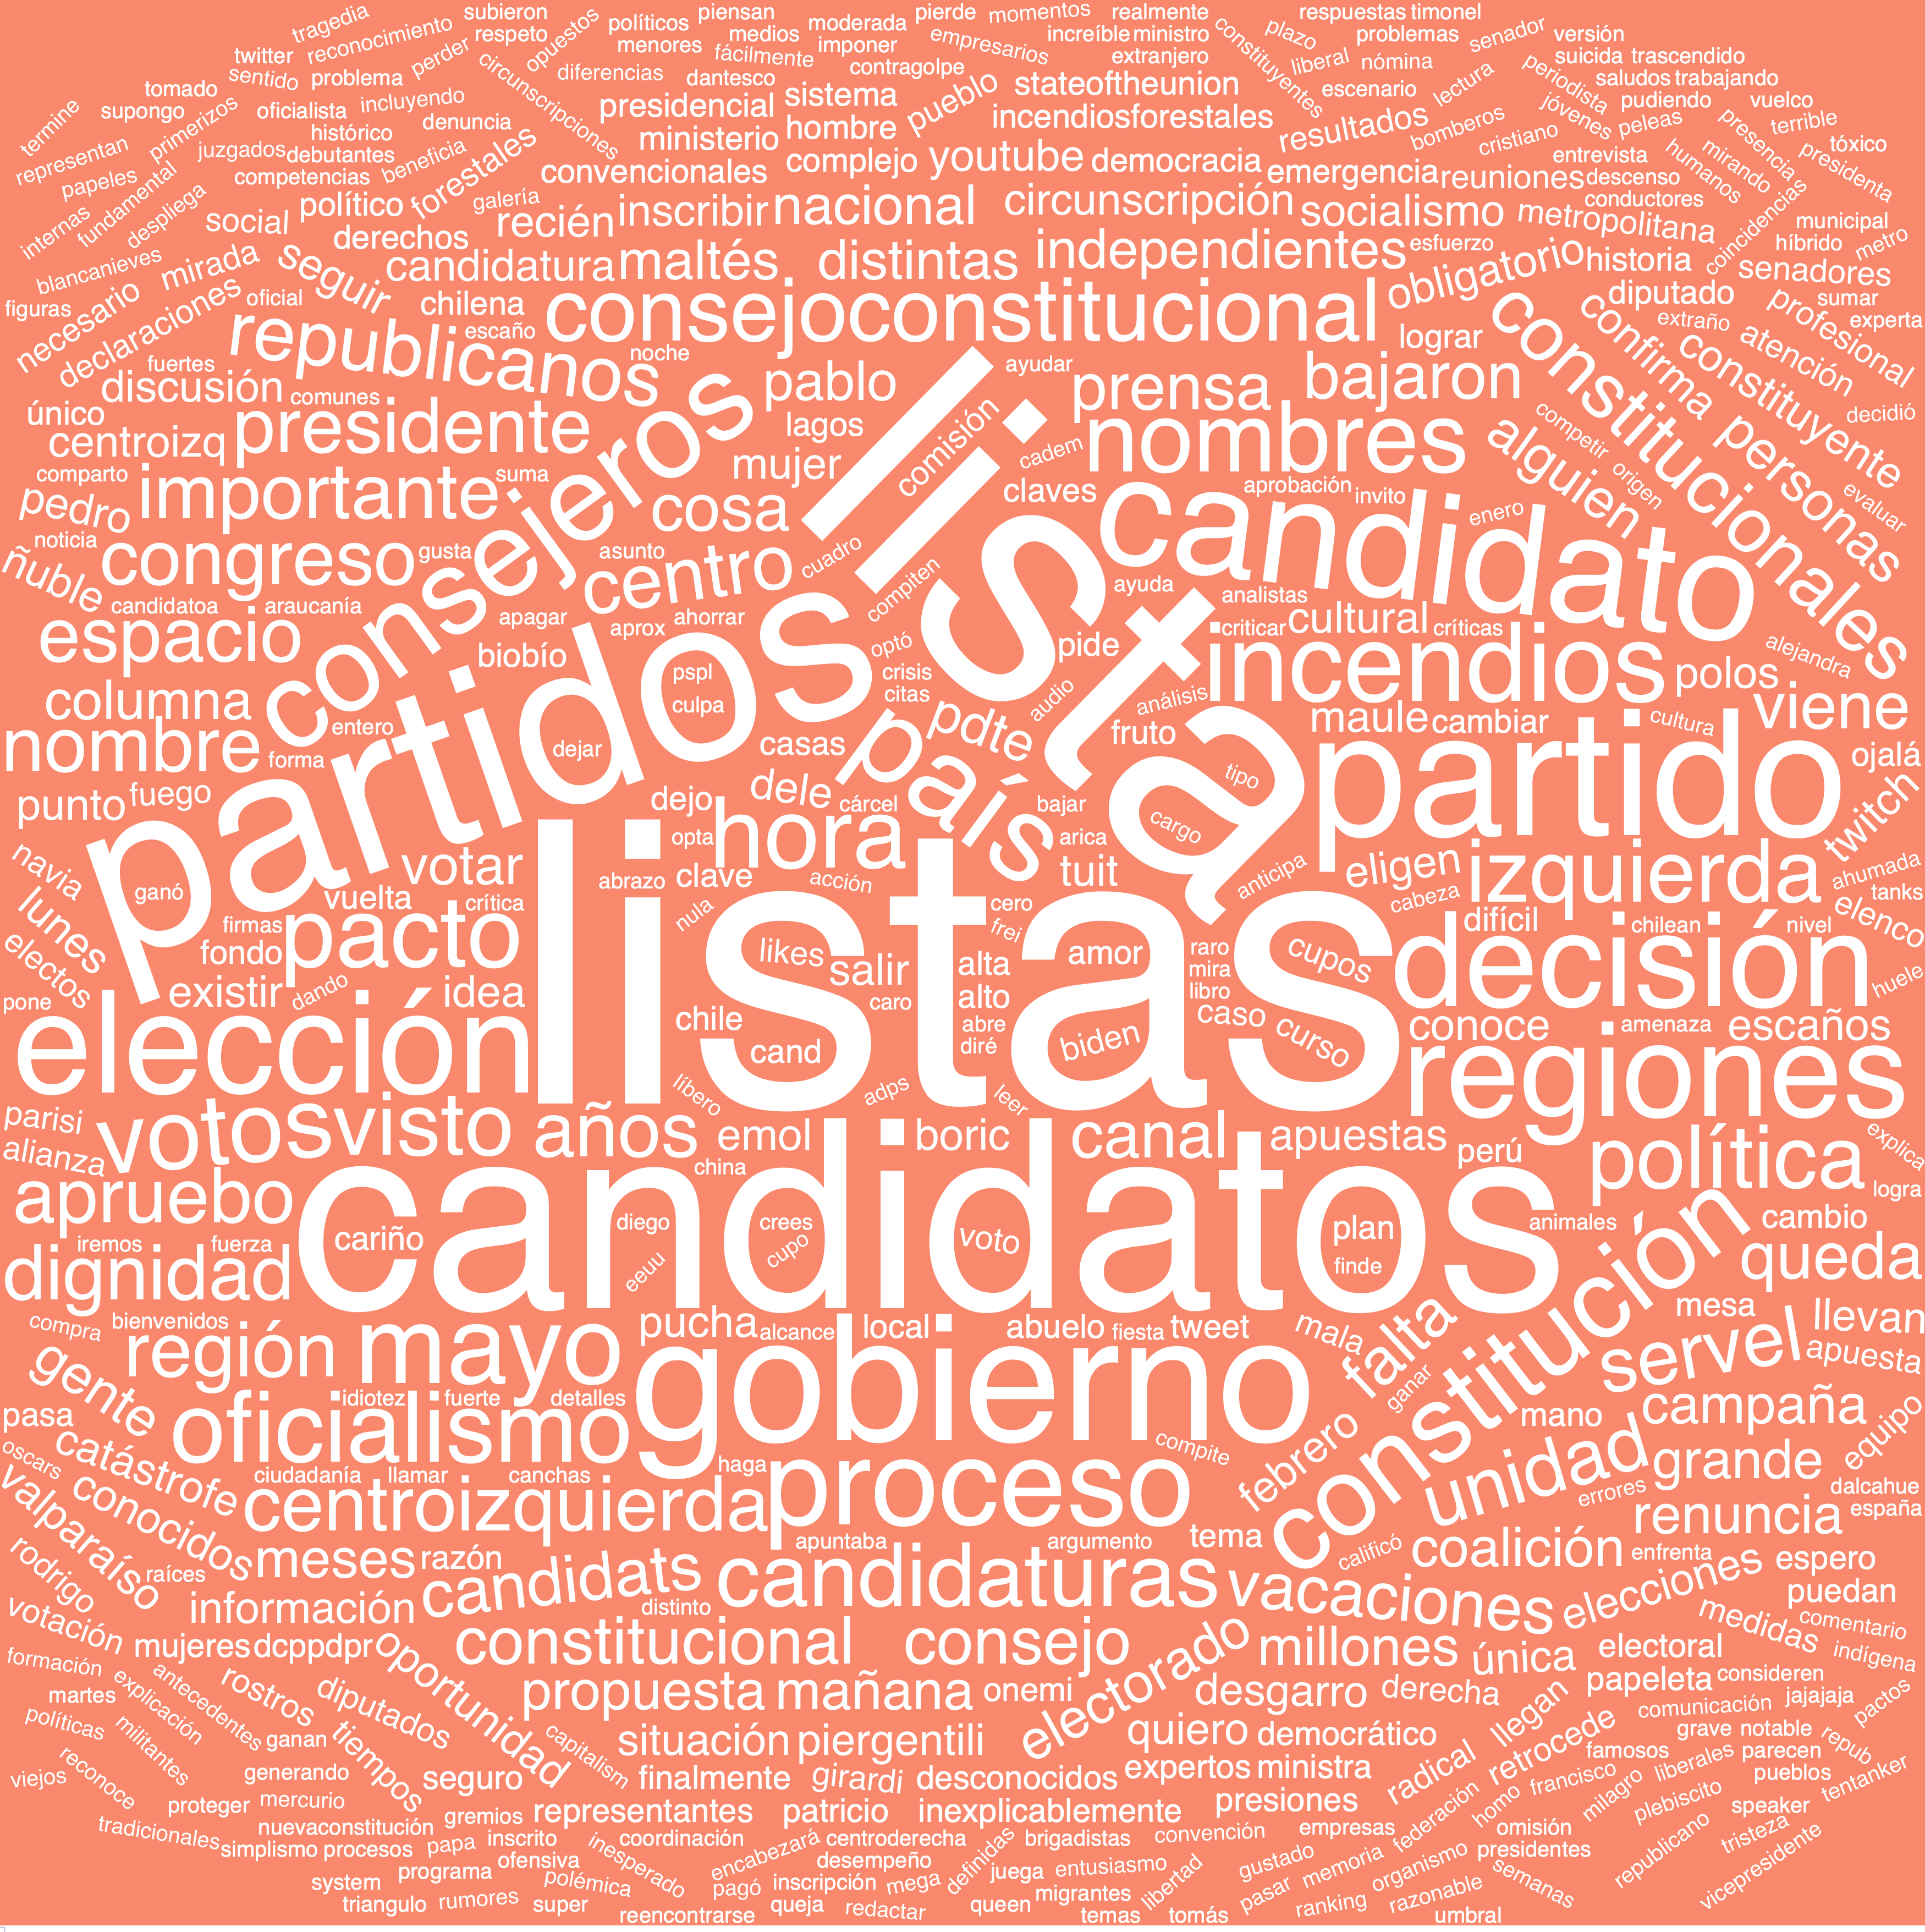 tragedia
subieron
políticos
piensan
moderada
pierde
momentos
realmente
respuestas
timonel
twitter
reconocimiento
respeto
opuestos
menores
medios
imponer
empresarios
increíble
ministro
constituyentes
plazo
problemas
senador
versión
tomado
sentido
problema
perder
circunscripciones
diferencias
fácilmente
contragolpe
extranjero
liberal
nómina
suicida
trascendido
termine
supongo
primerizos
oficialista
incluyendo
dantesco
sistema
pueblo
stateoftheunion
escenario
lectura
periodista
saludos
trabajando
representan
juzgados
histórico
denuncia
presidencial
hombre
incendiosforestales
resultados
bomberos
jóvenes
pudiendo
vuelco
papeles
debutantes
beneficia
forestales
ministerio
complejo
youtube
democracia
emergencia
cristiano
peleas
presencia
terrible
tóxico
internas
fundamental
despliega
competencias
galería
convencionales
reuniones
entrevista
descenso
humanos
mirando
presidenta
social
político
recién
inscribir
nacional
circunscripción
socialismo
metropolitana
conductores
coincidencias
municipal
híbrido
metro
blancanieves
mirada
derechos
seguir
candidatura
maltés.
distintas
independientes
esfuerzo
obligatorio
historia
senadores
figuras
necesario
declaraciones
oficial
chilena
escaño
consejoconstitucional
lograr
constitucionales
diputado
confirma
extraño
sumar
profesional
experta
fuertes
republicanos
noche
ayudar
constituyente
atención
único
discusión
comunes
pablo
prensa
bajaron
decidió
centroizq
presidente
consejeros
lagos
comisión
cadem
nombres
alguien
competir
origen
personas
comparto
pedro
importante
suma
mujer
lista
claves
aprobación
invito
evaluar
noticia
congreso
gusta
cosa
asunto
cuadro
candidato
enero
ñuble
candidatoa
araucanía
centro
compiten
ayuda
analistas
espacio
apagar
aprox
ahorrar
optó
criticar
cultural
críticas
alejandra
biobío
partidos
pspl
crisis
pide
incendios
polos
columna
culpa
citas
audio
análisis
maule
cambiar
cultura
viene
nombre
entero
forma
dejar
casas
país
pdte
fruto
partido
ojalá
punto
fuego
dejo
dele
cárcel
bajar
tipo
twitch
navia
votar
opta
hora
arica
cargo
eligen
izquierda
ahumada
lunes
ganó
vuelta
crítica
abrazo
clave
acción
tuit
anticipa
cabeza
tanks
firmas
pacto
listas
nula
cero
frei
difícil
chilean
nivel
elenco
electos
fondo
likes
salir
alta
amor
raro
mira
cupos
decisión
huele
pone
existir
dando
idea
caro
alto
libro
elección
chile
abre
diré
caso
curso
conoce
amenaza
escaños
cand
biden
regiones
parisi
líbero
adps
leer
votos
visto
años
emol
boric
canal
apuestas
perú
explica
alianza
china
política
apruebo
candidatos
logra
cariño
diego
crees
voto
plan
animales
cambio
iremos
fuerza
eeuu
cupo
finde
dignidad
constitución
queda
compra
bienvenidos
pucha
alcance
local
abuelo
fiesta
tweet
mala
mesa
llevan
región
mayo
gobierno
falta
servel
apuesta
gente
idiotez
fuerte
detalles
ganar
pasa
oficialismo
febrero
mano
campaña
equipo
oscars
catástrofe
ciudadanía
llamar
canchas
haga
compite
unidad
grande
valparaíso
conocidos
centroizquierda
proceso
errores
dalcahue
renuncia
españa
rodrigo
raíces
meses
razón
apuntaba
argumento
tema
calificó
coalición
enfrenta
espero
información
candidats
distinto
candidaturas
vacaciones
elecciones
puedan
votación
mujeres
dcppdpr
constitucional
consejo
electorado
millones
única
electoral
medidas
comentario
indígena
formación
explicación
antecedentes
rostros
diputados
oportunidad
propuesta
mañana
onemi
desgarro
derecha
papeleta
consideren
martes
políticas
militantes
ganan
tiempos
capitalism
situación
piergentili
quiero
democrático
llegan
comunicación
jajajaja
pactos
grave
notable
viejos
reconoce
generando
seguro
finalmente
girardi
desconocidos
expertos
ministra
radical
retrocede
famosos
liberales
parecen
repub
pueblos
proteger
mercurio
gremios
representantes
patricio
inexplicablemente
presiones
federación
homo
francisco
milagro
plebiscito
speaker
tentanker
tradicionales
nuevaconstitución
simplismo
procesos
papa
inscrito
inesperado
coordinación
encabezará
centroderecha
definidas
brigadistas
convención
empresas
omisión
republicano
tristeza
vicepresidente
system
programa
ofensiva
polémica
pagó
desempeño
inscripción
mega
juega
entusiasmo
libertad
gustado
memoria
organismo
presidentes
semanas
triangulo
rumores
super
reencontrarse
queja
redactar
queen
migrantes
temas
tomás
pasar
ranking
razonable
umbral